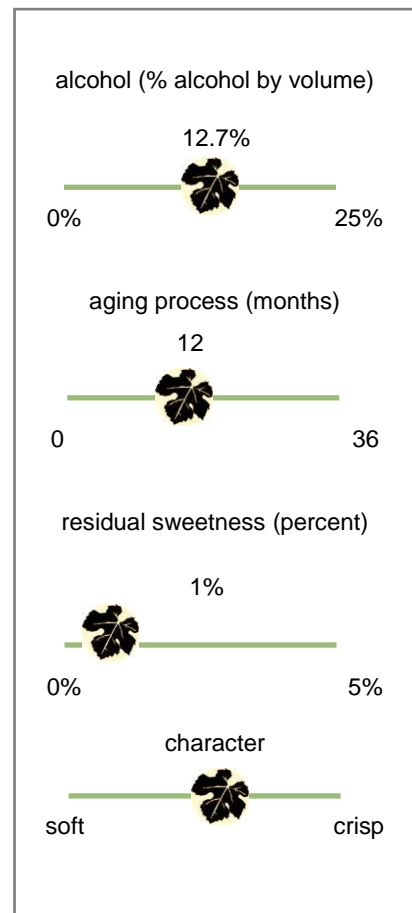 alcohol (% alcohol by volume)
12.7%
0% 25%
aging process (months)
12
0 36
residual sweetness (percent)
1%
0% 5%
character
soft crisp